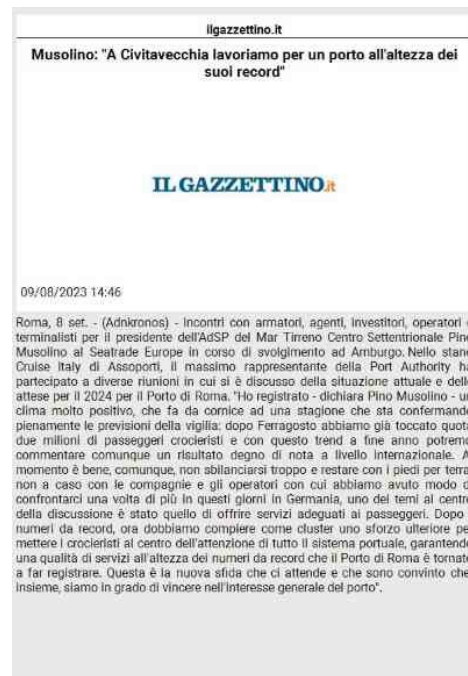 ilgazzettino.it
Musolino: "A Civitavecchia lavoriamo per un porto all'altezza dei
suoi record"
IL GAZZETTINO.it
09/08/2023 14:46
Roma, 8 set. - (Adnkronos) - Incontri con armatori, agenti, investitori, operatori e
terminalisti per il presidente dell'AdSP del Mar Tirreno Centro Settentrionale Pino
Musolino al Seatrade Europe in corso di svolgimento ad Amburgo. Nello stand
Cruise Italy di Assoporti, il massimo rappresentante della Port Authority ha
partecipato a diverse riunioni in cui si è discusso della situazione attuale e delle
attese per il 2024 per il Porto di Roma. "Ho registrato - dichiara Pino Musolino - un
clima molto positivo, che fa da cornice ad una stagione che sta confermando
pienamente le previsioni della vigilia: dopo Ferragosto abbiamo già toccato quota
due milioni di passeggeri crocieristi e con questo trend a fine anno potremo
commentare comunque un risultato degno di nota a livello internazionale. Al
momento è bene, comunque, non sbilanciarsi troppo e restare con i piedi per terra:
non a caso con le compagnie e gli operatori con cui abbiamo avuto modo di
confrontarci una volta di più in questi giorni in Germania, uno dei temi al centro
della discussione è stato quello di offrire servizi adeguati ai passeggeri. Dopo i
numeri da record, ora dobbiamo compiere come cluster uno sforzo ulteriore per
mettere i crocieristi al centro dell'attenzione di tutto il sistema portuale, garantendo
una qualità di servizi all'altezza dei numeri da record che il Porto di Roma è tornato
a far registrare. Questa è la nuova sfida che ci attende e che sono convinto che,
insieme, siamo in grado di vincere nell'interesse generale del porto".